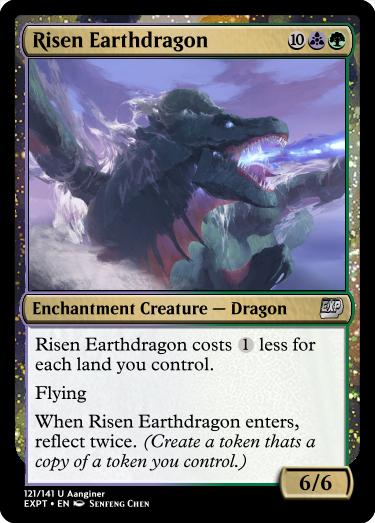 Risen Earthdragon 10
Enchantment Creature — Dragon EXP
Risen Earthdragon costs 1 less for
each land you control.
Flying
When Risen Earthdragon enters,
reflect twice. (Create a token thats a
copy of a token you control.)
6/6
121/141 U Aanginer
EXPT • EN Senfeng Chen